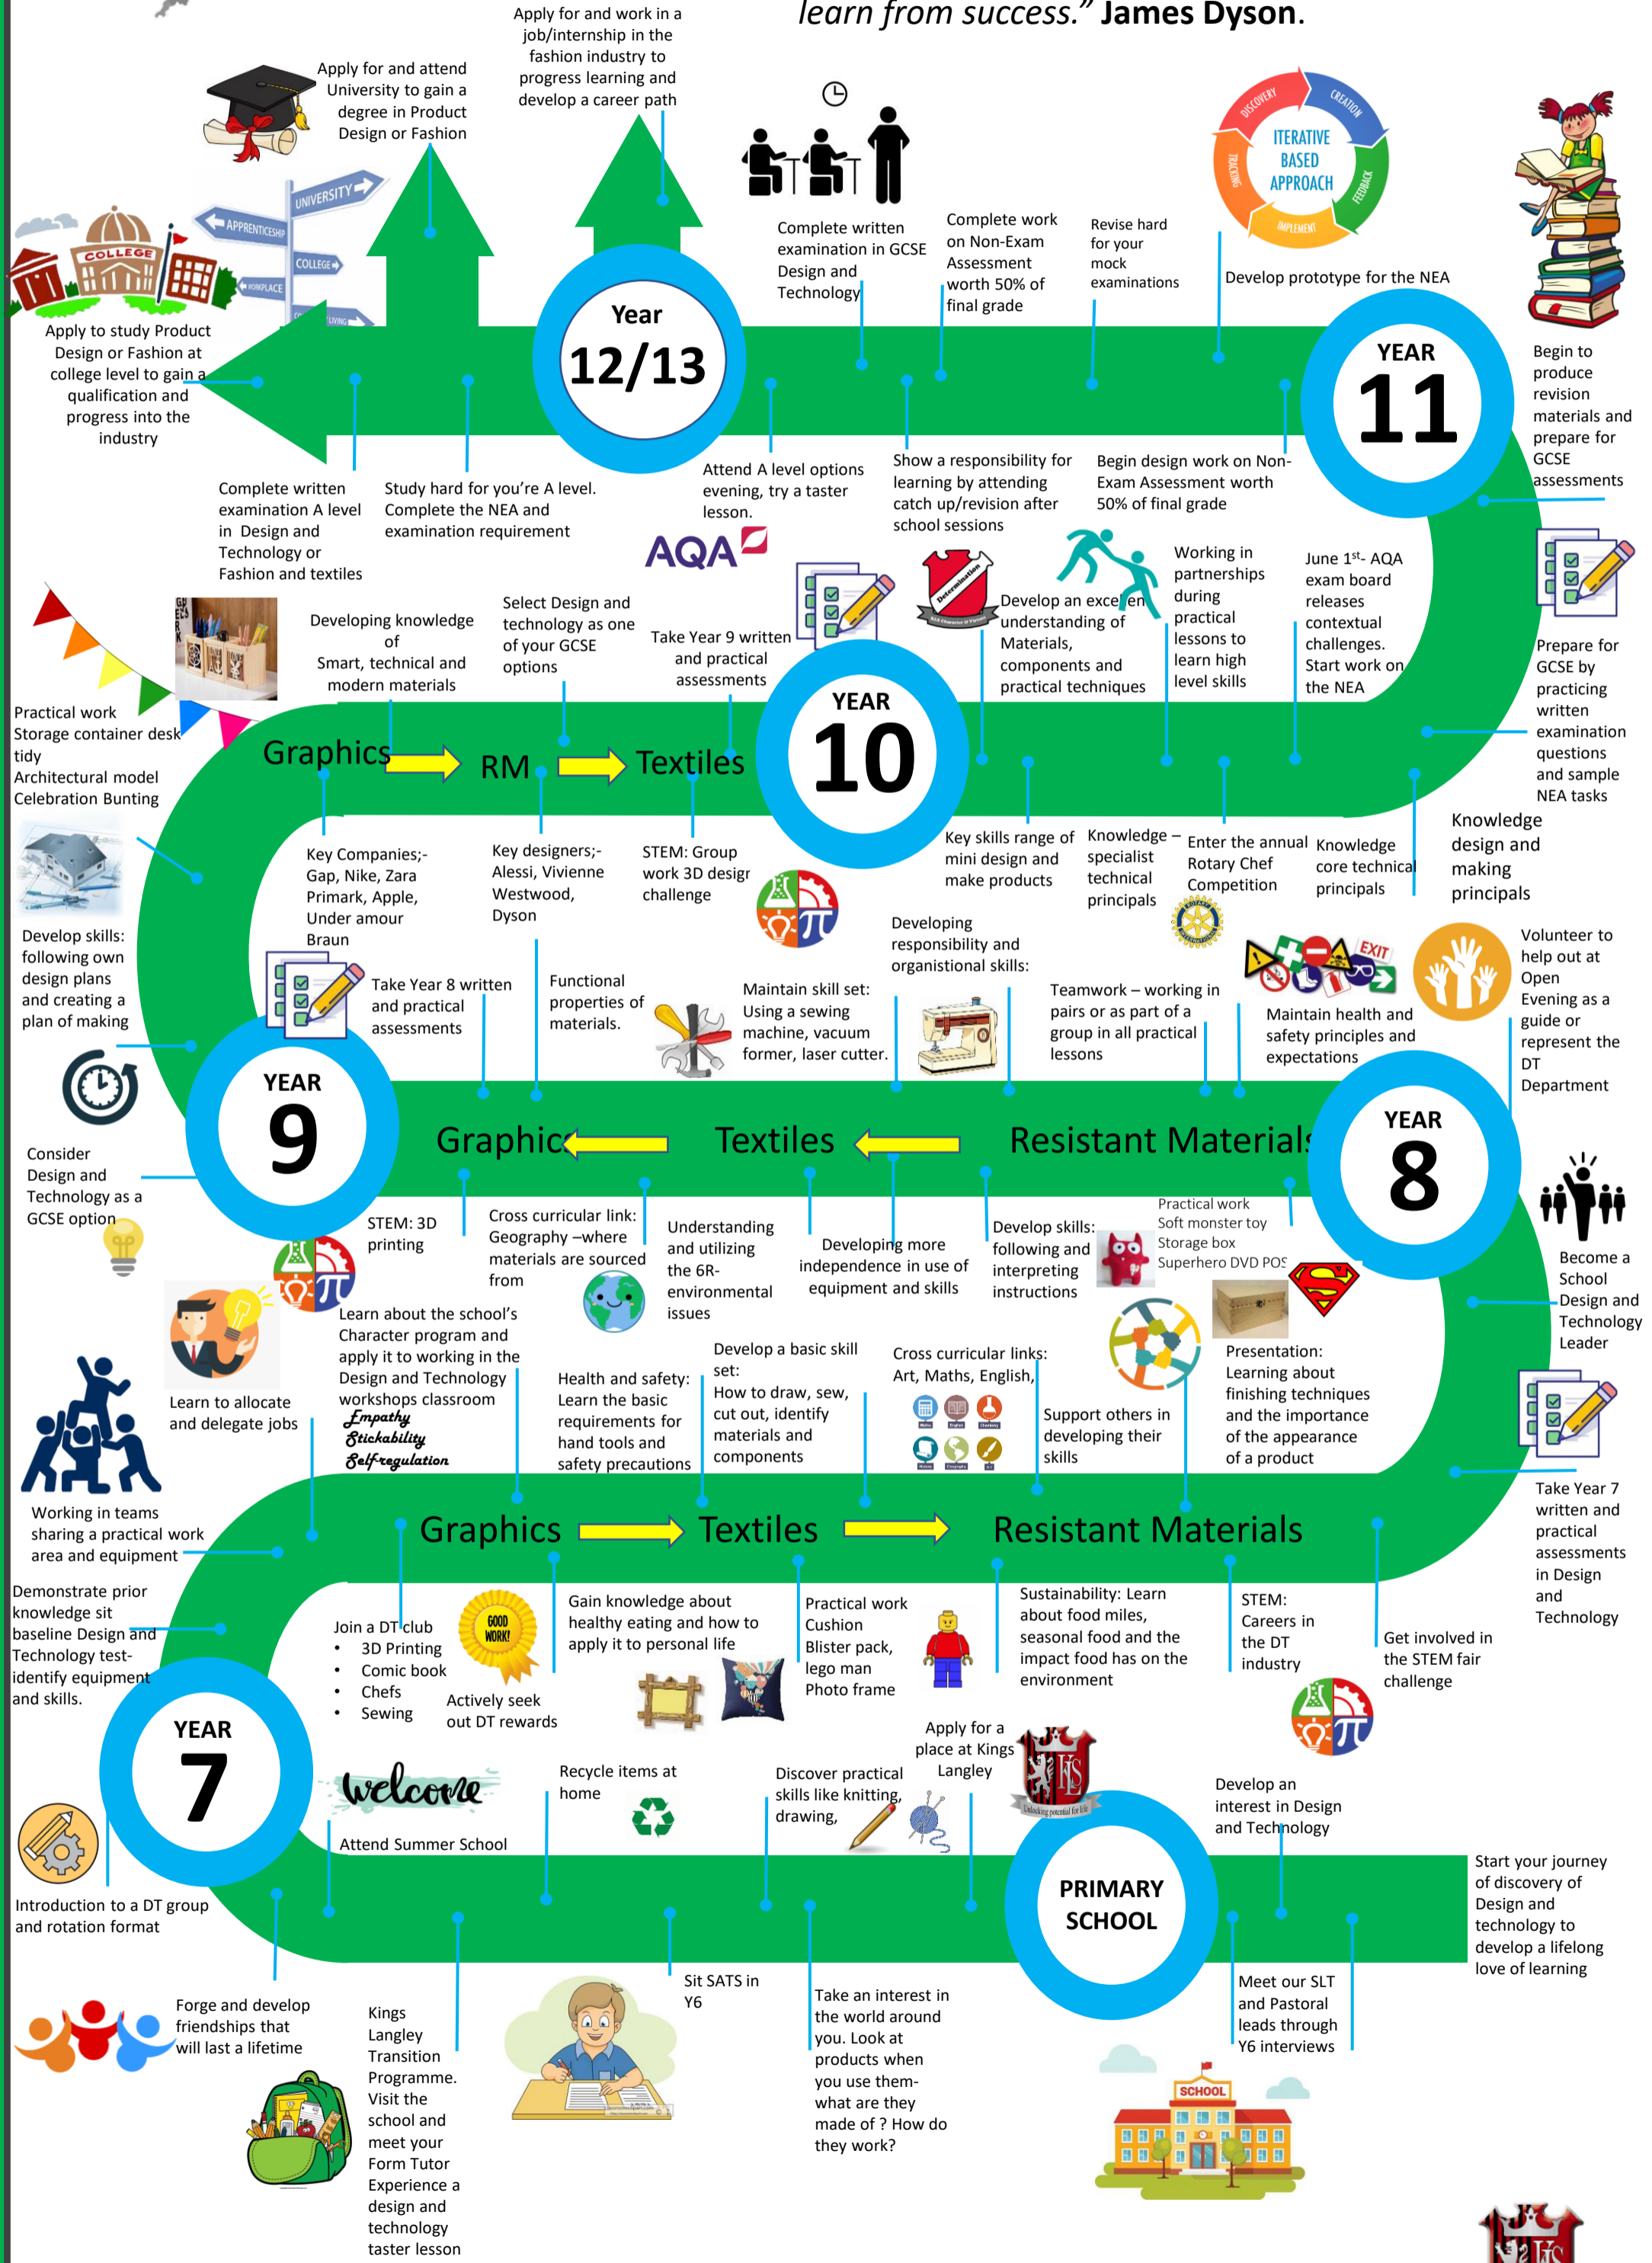 learn from success.” James Dyson.
Apply for and work in a
job/internship in the
fashion industry to
progress learning and
develop a career path
Apply for and attend
University to gain a
degree in Product
Design or Fashion
UNIVERSITY
APPRENTICESHIP
COLLEGE
WORKPLACE
LIVING
COLLEGE
DISCOVERY
CREATION
FEEDBACK
IMPLEMENT
TRACKING
ITERATIVE
BASED
APPROACH
Complete written
examination in GCSE
Design and
Technology
Complete work
on Non-Exam
Assessment
worth 50% of
final grade
Revise hard
for your
mock
examinations
Develop prototype for the NEA
Apply to study Product
Design or Fashion at
college level to gain a
qualification and
progress into the
industry
Year
12/13
YEAR
11
Begin to
produce
revision
materials and
prepare for
GCSE
assessments
Complete written
examination A level
in Design and
Technology or
Fashion and textiles
Study hard for you’re A level.
Complete the NEA and
examination requirement
Attend A level options
evening, try a taster
lesson.
AQA
Show a responsibility for
learning by attending
catch up/revision after
school sessions
Begin design work on Non-
Exam Assessment worth
50% of final grade
Determination
Developing knowledge
of
Smart, technical and
modern materials
Select Design and
technology as one
of your GCSE
options
Take Year 9 written
and practical
assessments
Develop an excellen
understanding of
Materials,
components and
practical techniques
Working in
partnerships
during
practical
lessons to
learn high
level skills
June 1st- AQA
exam board
releases
contextual
challenges.
Start work on
the NEA
Prepare for
GCSE by
practicing
written
examination
questions
and sample
NEA tasks
Practical work
Storage container desk
tidy
Architectural model
Celebration Bunting
Graphics
RM
Textiles
YEAR
10
Key Companies;-
Gap, Nike, Zara
Primark, Apple,
Under amour
Braun
Key designers;-
Alessi, Vivienne
Westwood,
Dyson
STEM: Group
work 3D design
challenge
Key skills range of
mini design and
make products
Knowledge –
specialist
technical
principals
Enter the annual
Rotary Chef
Competition
Knowledge
core technical
principals
Knowledge
design and
making
principals
Develop skills:
following own
design plans
and creating a
plan of making
Take Year 8 written
and practical
assessments
Functional
properties of
materials.
Maintain skill set:
Using a sewing
machine, vacuum
former, laser cutter.
Developing
responsibility and
organistional skills:
Teamwork – working in
pairs or as part of a
group in all practical
lessons
EXIT
Maintain health and
safety principles and
expectations
Volunteer to
help out at
Open
Evening as a
guide or
represent the
DT
Department
YEAR
9
Graphics
Textiles
Resistant Materials
YEAR
8
Consider
Design and
Technology as a
GCSE option
STEM: 3D
printing
Cross curricular link:
Geography –where
materials are sourced
from
Understanding
and utilizing
the 6R-
environmental
issues
Developing more
independence in use of
equipment and skills
Develop skills:
following and
interpreting
instructions
Practical work
Soft monster toy
Storage box
Superhero DVD POS
Become a
School
Design and
Technology
Leader
Learn to allocate
and delegate jobs
Learn about the school’s
Character program and
apply it to working in the
Design and Technology
workshops classroom
Empathy
Stickability
Self-regulation
Health and safety:
Learn the basic
requirements for
hand tools and
safety precautions
Develop a basic skill
set:
How to draw, sew,
cut out, identify
materials and
components
Cross curricular links:
Art, Maths, English,
Support others in
developing their
skills
Presentation:
Learning about
finishing techniques
and the importance
of the appearance
of a product
Take Year 7
written and
practical
assessments
in Design
and
Technology
Working in teams
sharing a practical work
area and equipment
Graphics
Textiles
Resistant Materials
Demonstrate prior
knowledge sit
baseline Design and
Technology test-
identify equipment
and skills.
Join a DT club
• 3D Printing
• Comic book
• Chefs
• Sewing
GOOD
WORK!
Actively seek
out DT rewards
Gain knowledge about
healthy eating and how to
apply it to personal life
Practical work
Cushion
Blister pack,
lego man
Photo frame
Sustainability: Learn
about food miles,
seasonal food and the
impact food has on the
environment
STEM:
Careers in
the DT
industry
Get involved in
the STEM fair
challenge
YEAR
7
welcome
Attend Summer School
Recycle items at
home
Discover practical
skills like knitting,
drawing,
Apply for a
place at Kings
Langley
KLS
Unlocking potential for life
Develop an
interest in Design
and Technology
PRIMARY
SCHOOL
Start your journey
of discovery of
Design and
technology to
develop a lifelong
love of learning
Introduction to a DT group
and rotation format
Forge and develop
friendships that
will last a lifetime
Kings
Langley
Transition
Programme.
Visit the
school and
meet your
Form Tutor
Experience a
design and
technology
taster lesson
Sit SATS in
Y6
Take an interest in
the world around
you. Look at
products when
you use them-
what are they
made of ? How do
they work?
Meet our SLT
and Pastoral
leads through
Y6 interviews
SCHOOL